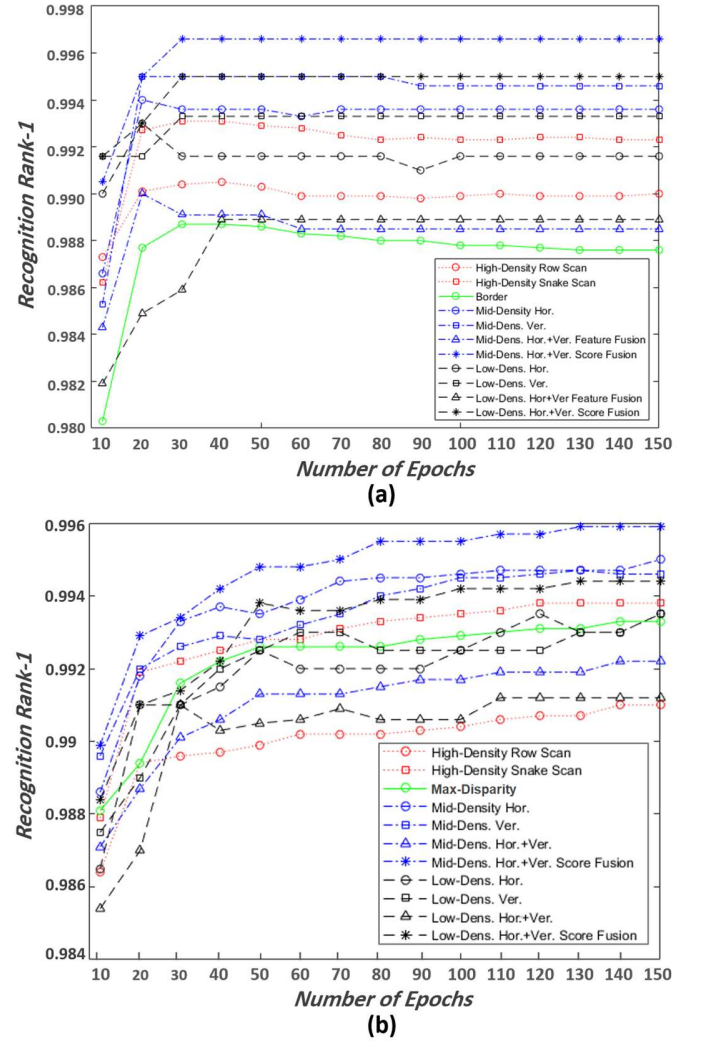 0.998
0.996
0.994
0.992
0.990
0.988
0.986
0.984
0.982
0.980
Recognition Rank-1
High-Density Row Scan
High-Density Snake Scan
Border
Mid-Density Hor.
Mid-Dens. Ver.
Mid-Dens. Hor.+Ver. Feature Fusion
Mid-Dens. Hor.+Ver. Score Fusion
Low-Dens. Hor.
Low-Dens. Ver.
Low-Dens. Hor+Ver Feature Fusion
Low-Dens. Hor.+Ver. Score Fusion
10 20 30 40 50 60 70 80 90 100 110 120 130 140 150
Number of Epochs
(a)
0.996
0.994
0.992
0.99
0.988
0.986
0.984
Recognition Rank-1
High-Density Row Scan
High-Density Snake Scan
Max-Disparity
Mid-Density Hor.
Mid-Dens. Ver.
Mid-Dens. Hor.+Ver.
Mid-Dens. Hor.+Ver. Score Fusion
Low-Dens. Hor.
Low-Dens. Ver.
Low-Dens. Hor.+Ver.
Low-Dens. Hor.+Ver. Score Fusion
10 20 30 40 50 60 70 80 90 100 110 120 130 140 150
Number of Epochs
(b)